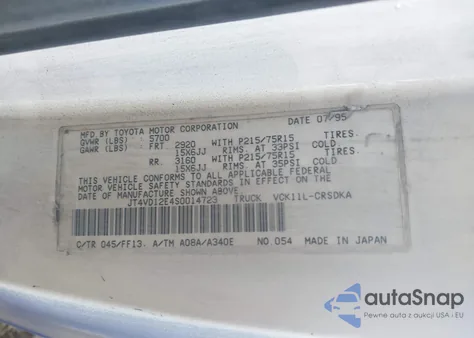 MFD BY TOYOTA MOTOR CORPORATION DATE 07/95
GVWR (LBS) 5700
GAWR (LBS) FRT 2920 WITH P215/75R15 TIRES.
15X6JJ RIMS. AT 33PSI COLD
RR. 3160 WITH P215/75R15 TIRES.
15X6JJ RIMS. AT 35PSI COLD
THIS VEHICLE CONFORMS TO ALL APPLICABLE FEDERAL
MOTOR VEHICLE SAFETY STANDARDS IN EFFECT ON THE
DATE OF MANUFACTURE SHOWN ABOVE.
JT4VD12E4S0014723 TRUCK VCK11L-CRSDKA
C/TR 045/FF13. A/TM A08A/A340E NO.054 MADE IN JAPAN
autoSnap
Pewne auta z aukcji USA i EU